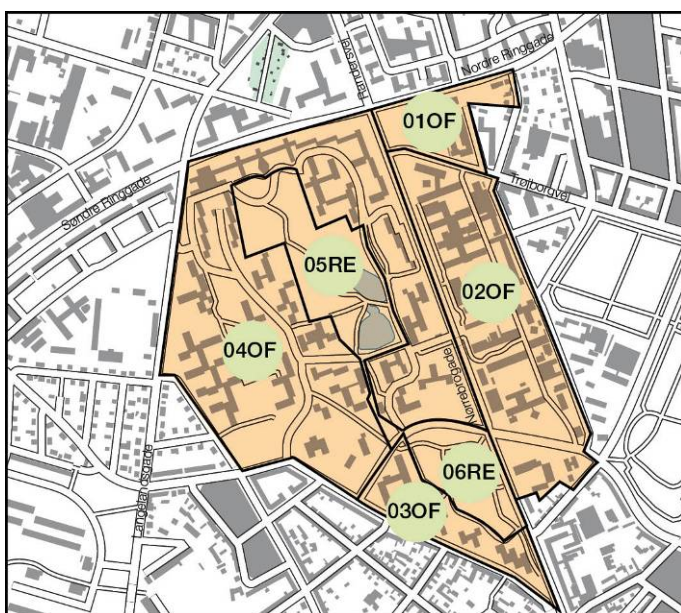 Nordre Ringgade
Randersvej
01OF
Trøjborgvej
Søndre Ringgade
05RE
02OF
04OF
Nørrebrogade
06RE
03OF
Langelandsgade